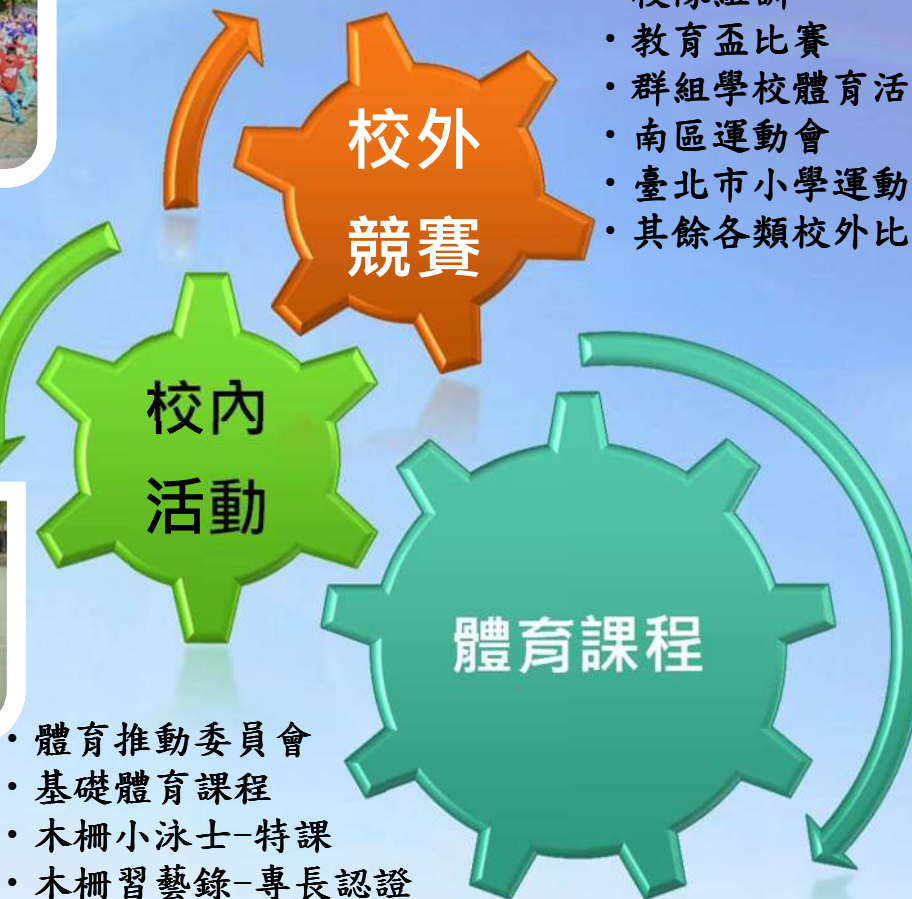 ・教育盃比賽
・群組學校體育活
・南區運動會
・臺北市小學運動
・其餘各類校外比
校外
競賽
校內
活動
體育課程
・體育推動委員會
・基礎體育課程
・木柵小泳士-特課
・木柵習藝錄-專長認證